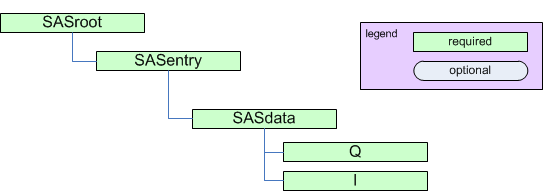 SASroot
legend
required
SASentry
optional
SASdata
Q
I